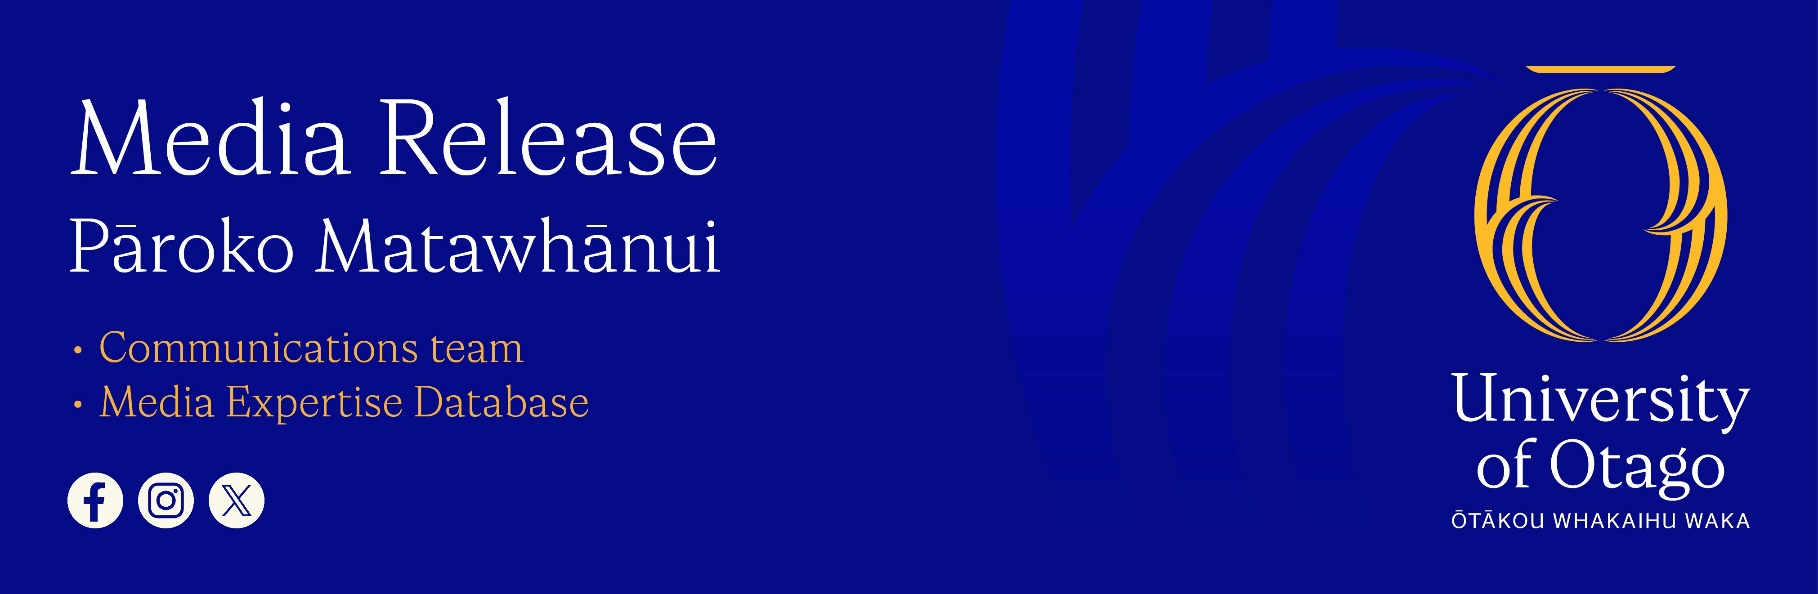 Media Release
Pāroko Matawhānui
• Communications team
• Media Expertise Database
University
of Otago
ŌTĀKOU WHAKAIHU WAKA